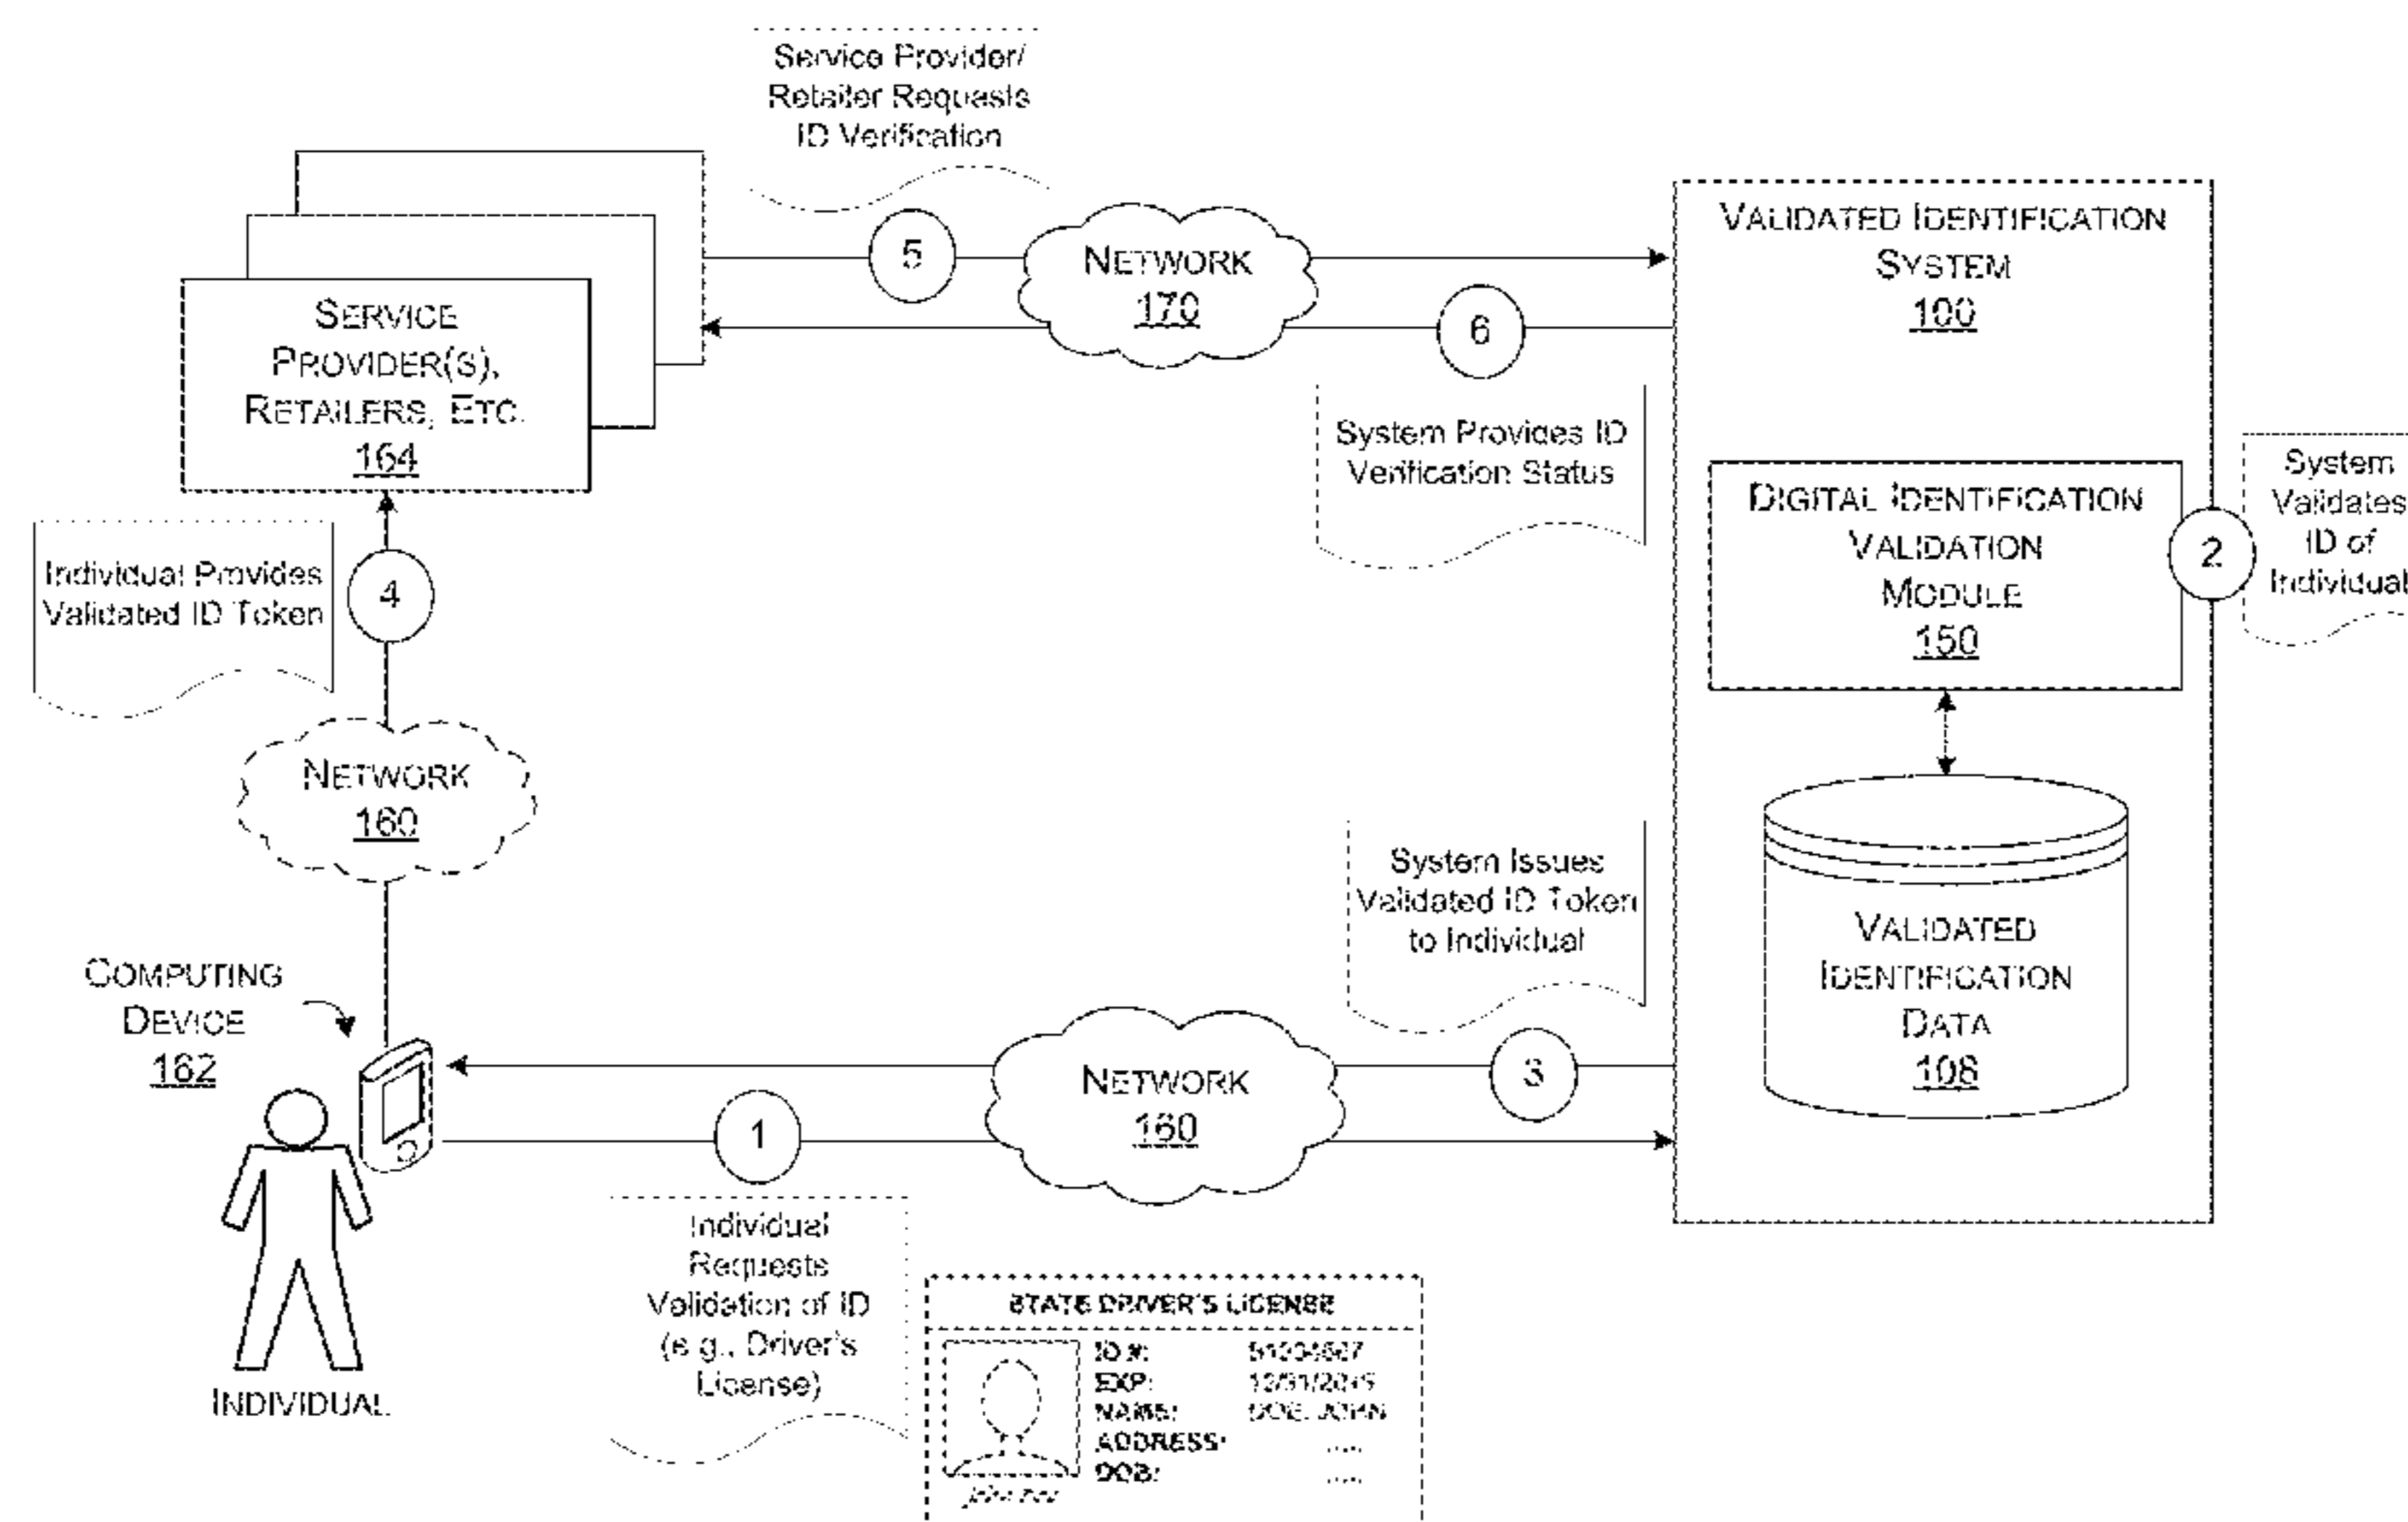 Service Provider/
Retailer Requests
ID Verification
5
NETWORK
170
6
System Provides ID
Verification Status
SERVICE
PROVIDER(S),
RETAILERS, ETC.
164
VALIDATED IDENTIFICATION
SYSTEM
100
DIGITAL IDENTIFICATION
VALIDATION
MODULE
150
2
System
Validates
ID of
Individual
Individual Provides
Validated ID Token
4
NETWORK
160
System Issues
Validated ID Token
to Individual
3
VALIDATED
IDENTIFICATION
DATA
108
COMPUTING
DEVICE
162
NETWORK
160
1
INDIVIDUAL
Individual
Requests
Validation of ID
(e.g., Driver's
License)
STATE DRIVER'S LICENSE
ID #:
EXP:
NAME: DOE, JOHN
ADDRESS: .....
DOB: .....